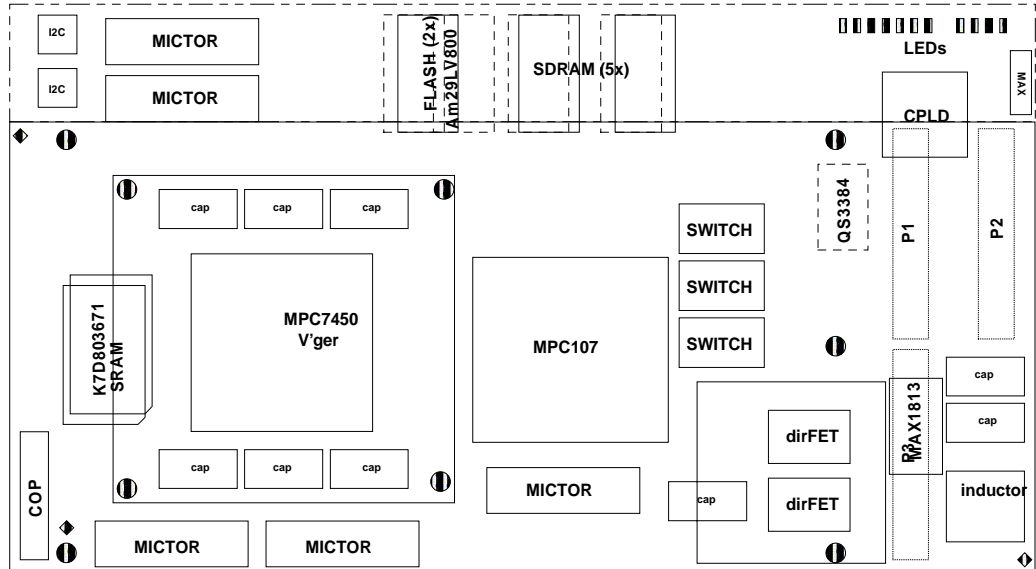 I2C
MICTOR
FLASH (2x)
Am29LV800
SDRAM (5x)
LEDs
MAX
I2C
MICTOR
CPLD
cap
cap
cap
QS3384
P1
P2
SWITCH
SWITCH
SWITCH
K7D803671
SRAM
MPC7450
V'ger
MPC107
cap
cap
MAX1813
P3
dirFET
cap
cap
cap
COP
MICTOR
cap
dirFET
inductor
MICTOR
MICTOR